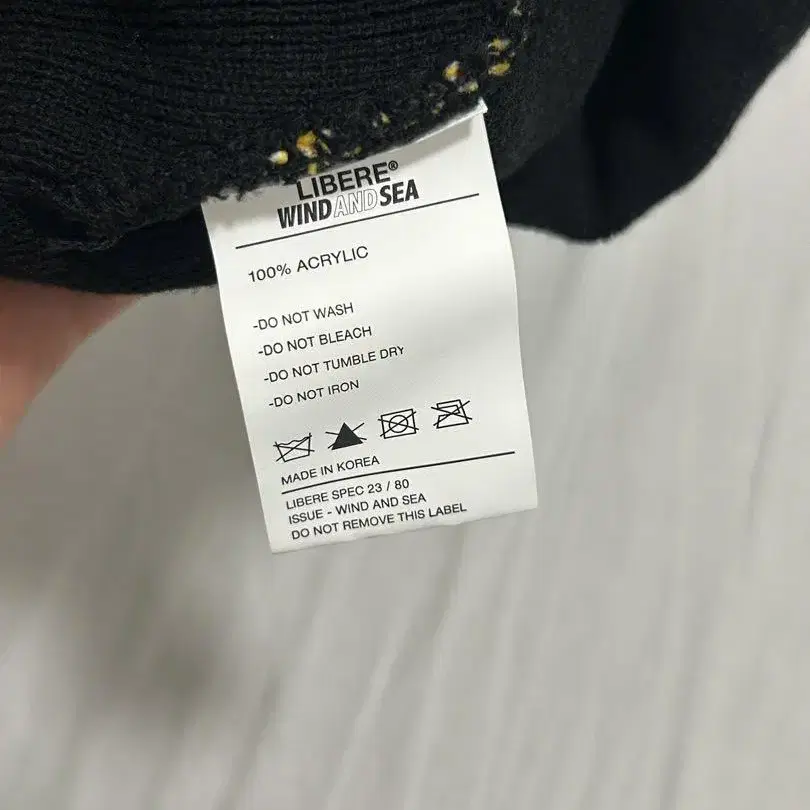 LIBERE®
WIND AND SEA
100% ACRYLIC
-DO NOT WASH
-DO NOT BLEACH
-DO NOT TUMBLE DRY
-DO NOT IRON
MADE IN KOREA
LIBERE SPEC 23 / 80
ISSUE - WIND AND SEA
DO NOT REMOVE THIS LABEL